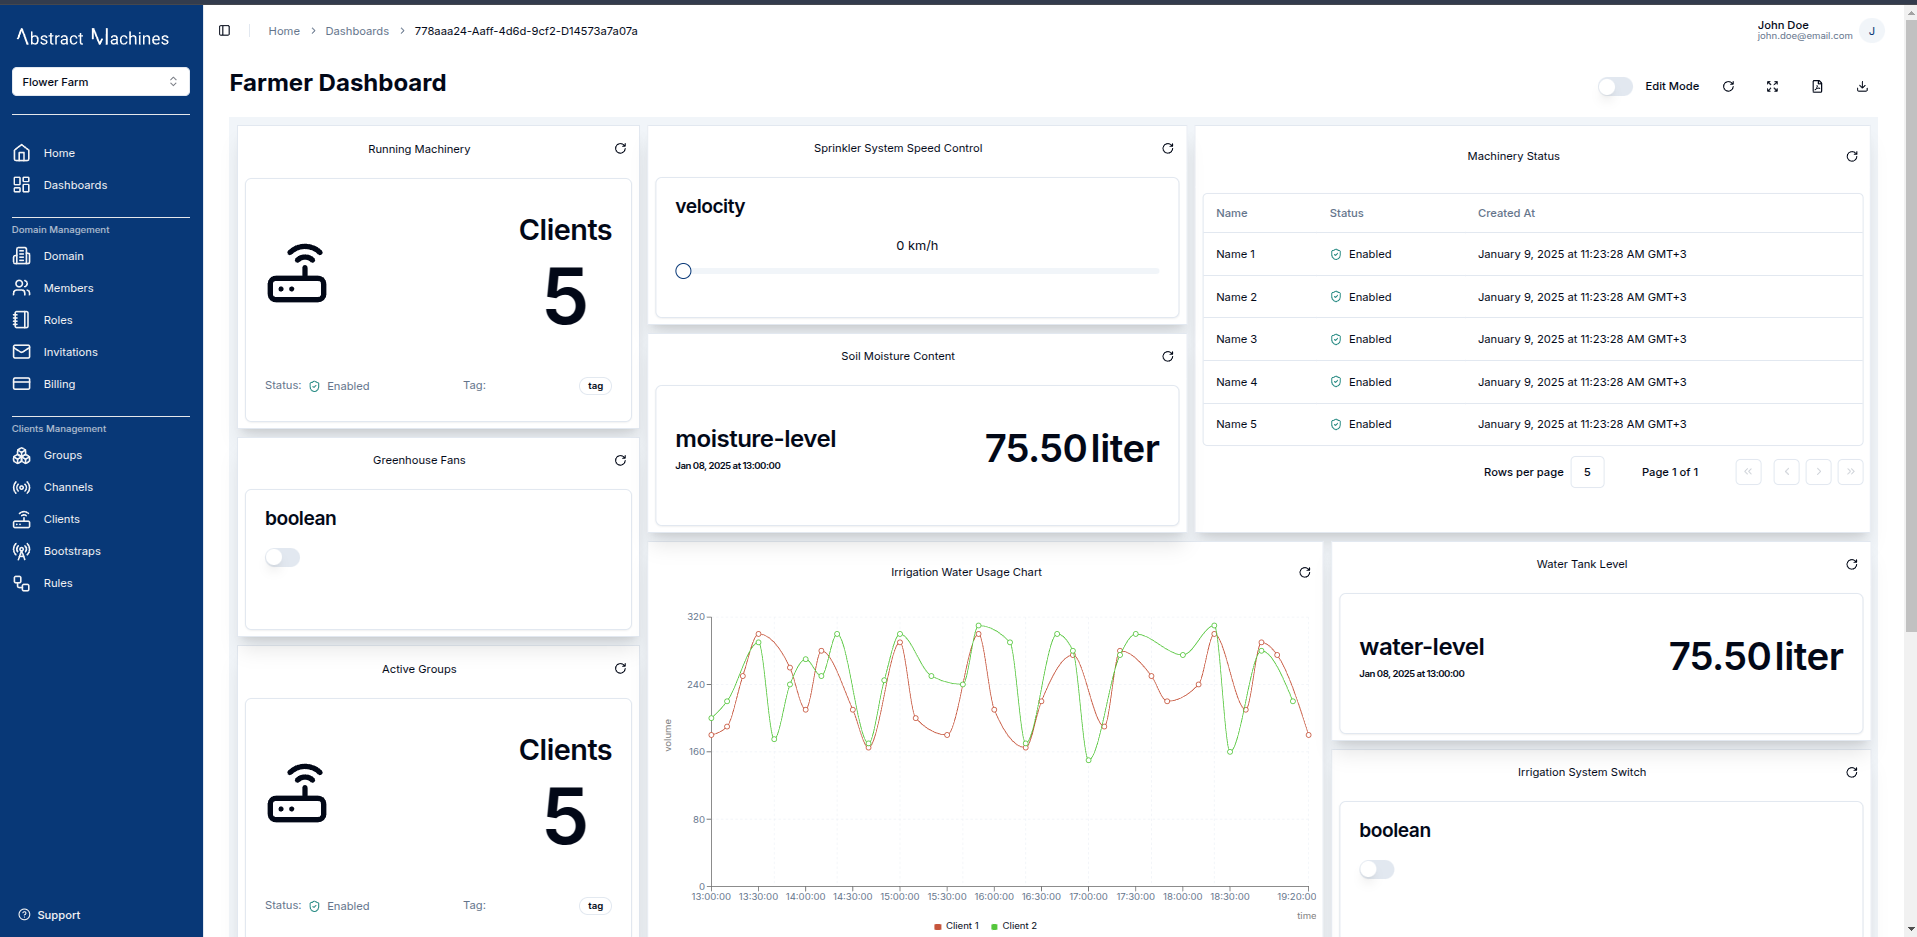 Abstract Machines
Flower Farm
Home
Dashboards
Domain Management
Domain
Members
Roles
Invitations
Billing
Clients Management
Groups
Channels
Clients
Bootstraps
Rules
Support
Home > Dashboards > 778aaa24-Aaff-4d6d-9cf2-D14573a7a07a
John Doe
john.doe@email.com
J
Farmer Dashboard
Edit Mode
Running Machinery
Clients
5
Status: Enabled Tag: tag
Greenhouse Fans
boolean
Active Groups
Clients
5
Status: Enabled Tag: tag
Sprinkler System Speed Control
velocity
0 km/h
Soil Moisture Content
moisture-level
Jan 08, 2025 at 13:00:00
75.50 liter
Machinery Status
Name Status Created At
Name 1 Enabled January 9, 2025 at 11:23:28 AM GMT+3
Name 2 Enabled January 9, 2025 at 11:23:28 AM GMT+3
Name 3 Enabled January 9, 2025 at 11:23:28 AM GMT+3
Name 4 Enabled January 9, 2025 at 11:23:28 AM GMT+3
Name 5 Enabled January 9, 2025 at 11:23:28 AM GMT+3
Rows per page 5 Page 1 of 1
Irrigation Water Usage Chart
320
240
160
80
0
volume
13:00:00 13:30:00 14:00:00 14:30:00 15:00:00 15:30:00 16:00:00 16:30:00 17:00:00 17:30:00 18:00:00 18:30:00 19:20:00
time
Client 1 Client 2
Water Tank Level
water-level
Jan 08, 2025 at 13:00:00
75.50 liter
Irrigation System Switch
boolean